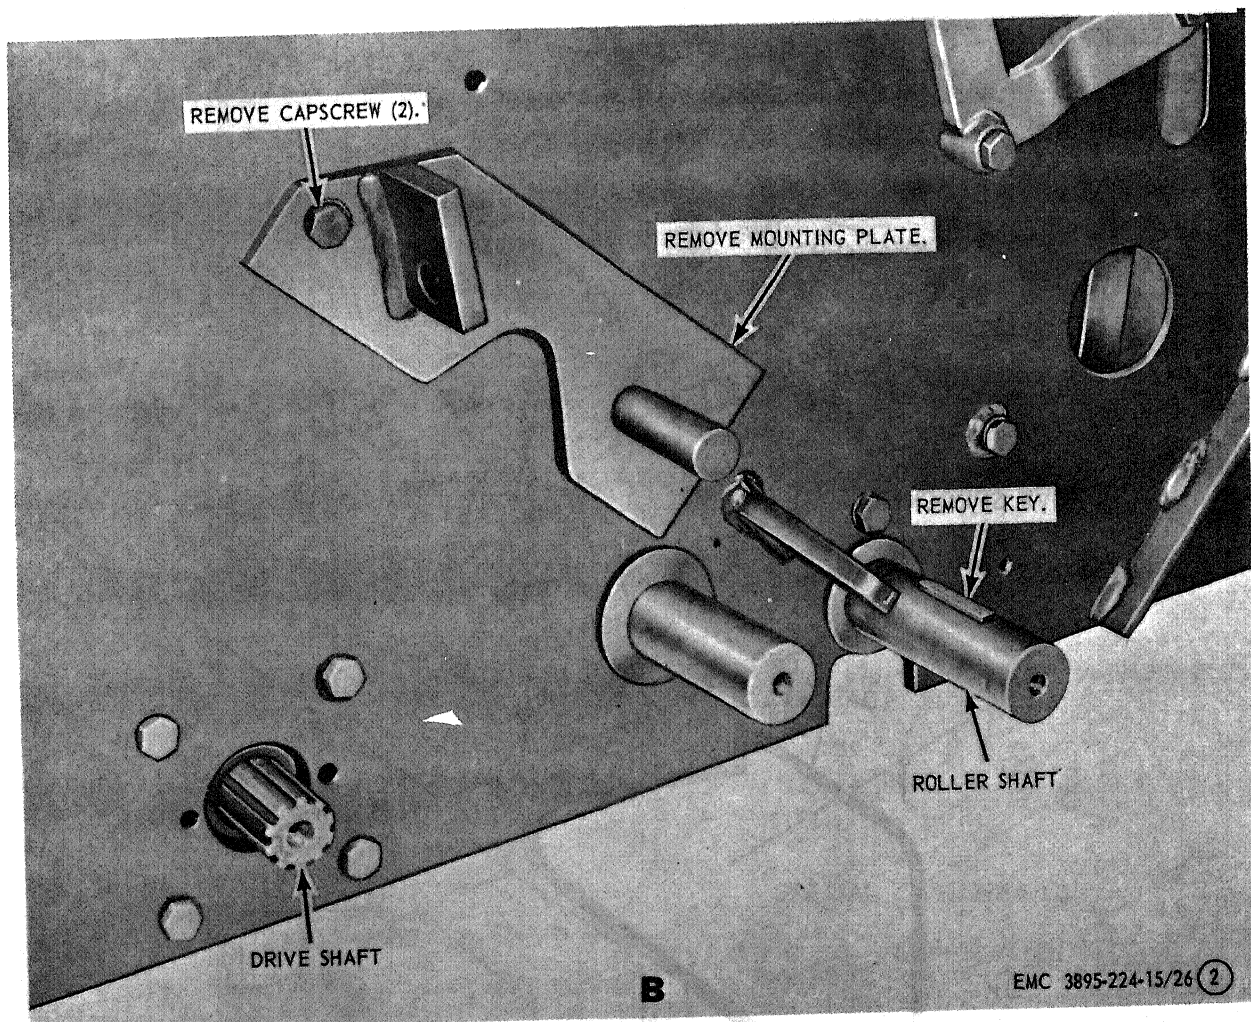 REMOVE CAPSCREW (2).
REMOVE MOUNTING PLATE.
REMOVE KEY.
ROLLER SHAFT
DRIVE SHAFT
B
EMC 3895-224-15/26 2